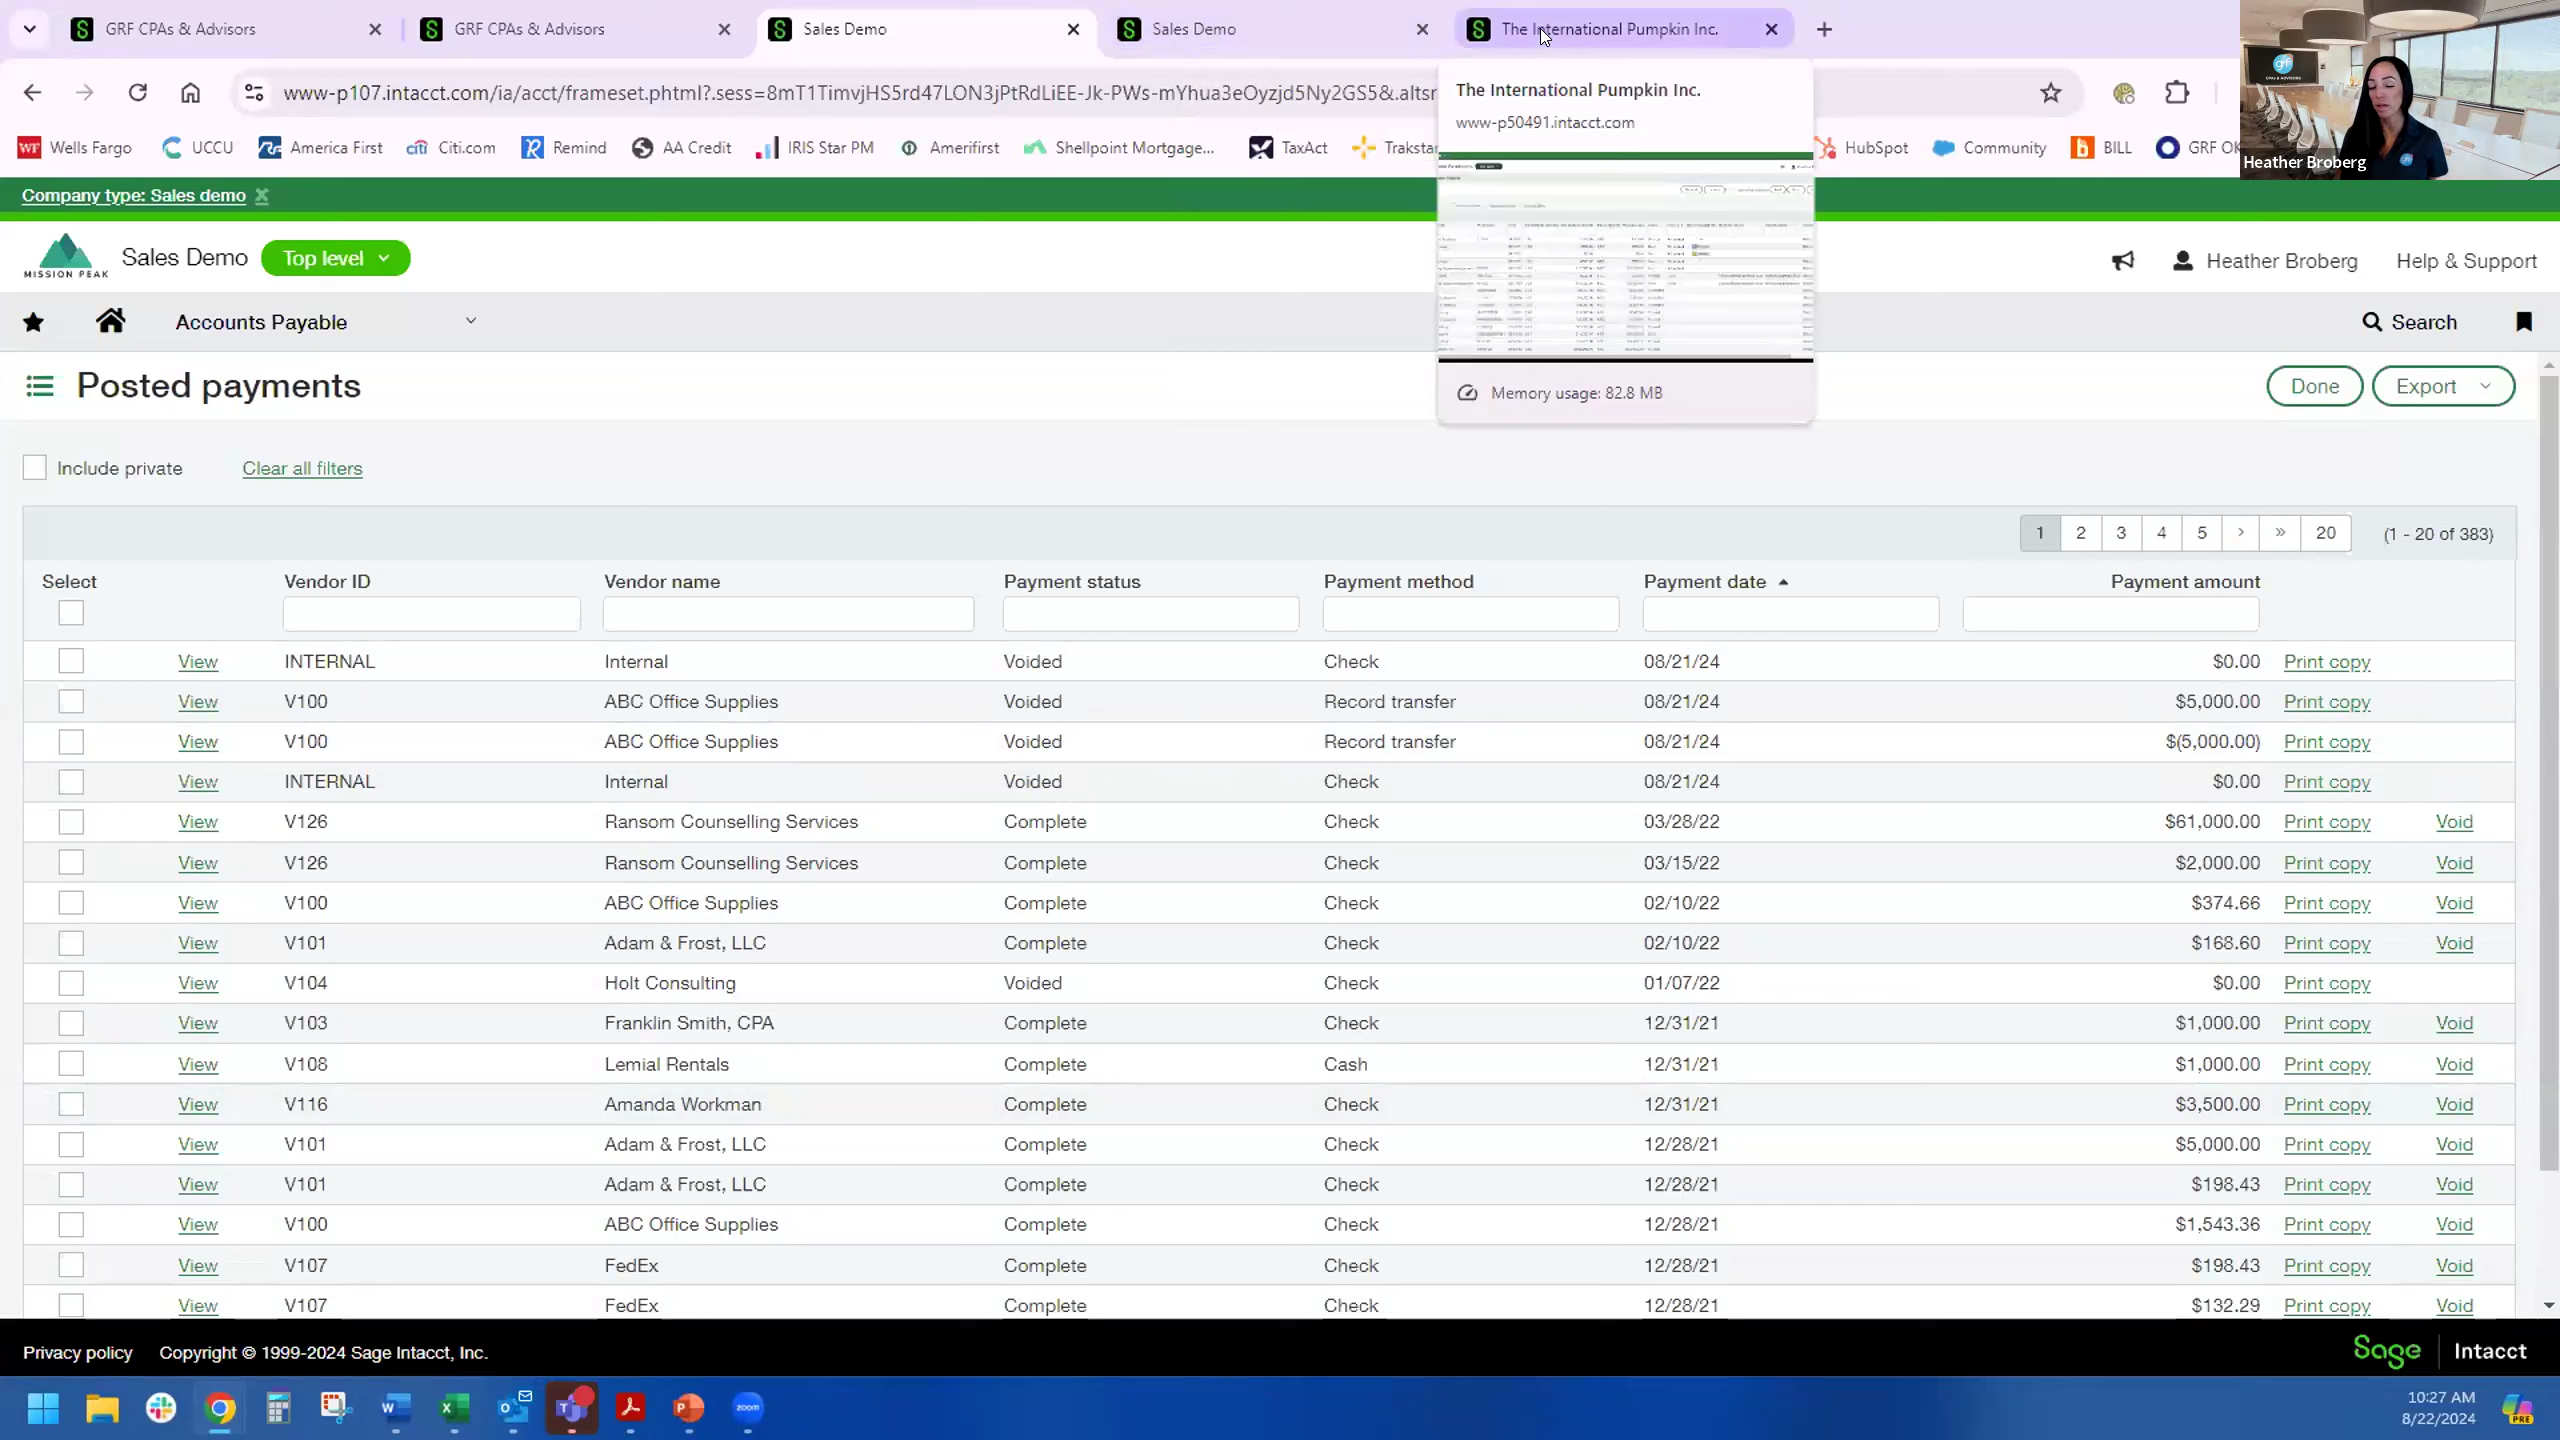 GRF CPAs & Advisors
GRF CPAs & Advisors
Sales Demo
Sales Demo
The International Pumpkin Inc.
www-p107.intacct.com/ia/acct/frameset.phtml?.sess=8mT1TimvjHS5rd47LON3jPtRdLiEE-Jk-PWs-mYhua3eOyzjd5Ny2GS5&.altsr
The International Pumpkin Inc.
www-p50491.intacct.com
Memory usage: 82.8 MB
WF Wells Fargo
UCCU
America First
citi Citi.com
Remind
AA Credit
IRIS Star PM
Amerifirst
Shellpoint Mortgage...
TaxAct
Trakstar
HubSpot
Community
BILL
GRF
Heather Broberg
grf
CPAs & ADVISORS
Company type: Sales demo
MISSION PEAK
Sales Demo
Top level
Heather Broberg
Help & Support
Accounts Payable
Search
Posted payments
Done
Export
Include private
Clear all filters
1 2 3 4 5 › » 20 (1 - 20 of 383)
Select Vendor ID Vendor name Payment status Payment method Payment date Payment amount
View INTERNAL Internal Voided Check 08/21/24 $0.00 Print copy
View V100 ABC Office Supplies Voided Record transfer 08/21/24 $5,000.00 Print copy
View V100 ABC Office Supplies Voided Record transfer 08/21/24 $(5,000.00) Print copy
View INTERNAL Internal Voided Check 08/21/24 $0.00 Print copy
View V126 Ransom Counselling Services Complete Check 03/28/22 $61,000.00 Print copy Void
View V126 Ransom Counselling Services Complete Check 03/15/22 $2,000.00 Print copy Void
View V100 ABC Office Supplies Complete Check 02/10/22 $374.66 Print copy Void
View V101 Adam & Frost, LLC Complete Check 02/10/22 $168.60 Print copy Void
View V104 Holt Consulting Voided Check 01/07/22 $0.00 Print copy
View V103 Franklin Smith, CPA Complete Check 12/31/21 $1,000.00 Print copy Void
View V108 Lemial Rentals Complete Cash 12/31/21 $1,000.00 Print copy Void
View V116 Amanda Workman Complete Check 12/31/21 $3,500.00 Print copy Void
View V101 Adam & Frost, LLC Complete Check 12/28/21 $5,000.00 Print copy Void
View V101 Adam & Frost, LLC Complete Check 12/28/21 $198.43 Print copy Void
View V100 ABC Office Supplies Complete Check 12/28/21 $1,543.36 Print copy Void
View V107 FedEx Complete Check 12/28/21 $198.43 Print copy Void
View V107 FedEx Complete Check 12/28/21 $132.29 Print copy Void
Privacy policy Copyright © 1999-2024 Sage Intacct, Inc.
Sage Intacct
zoom
10:27 AM
8/22/2024
PRE